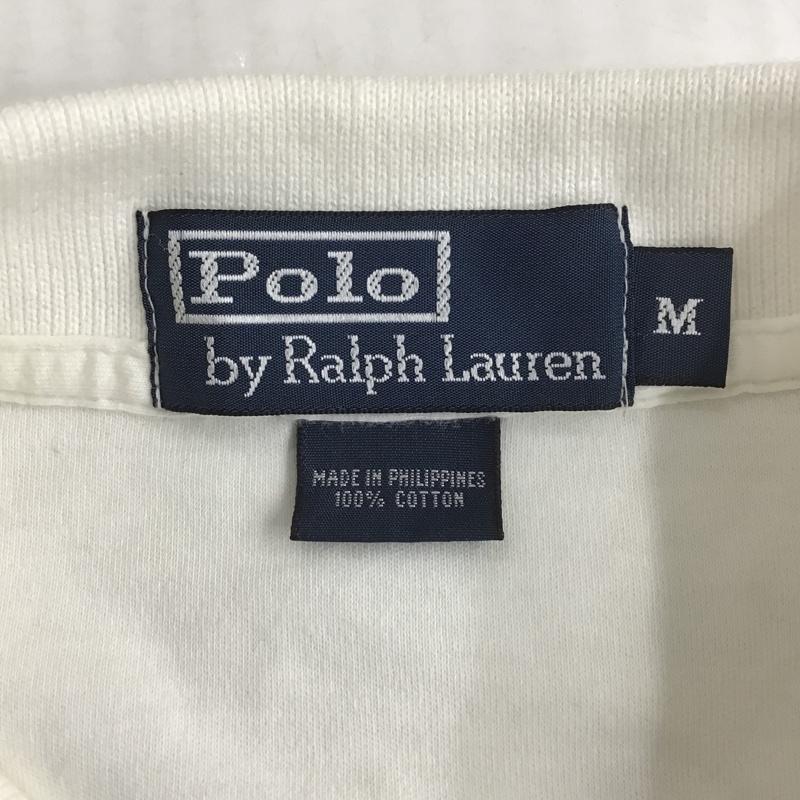 Polo
by Ralph Lauren
M
MADE IN PHILIPPINES
100% COTTON